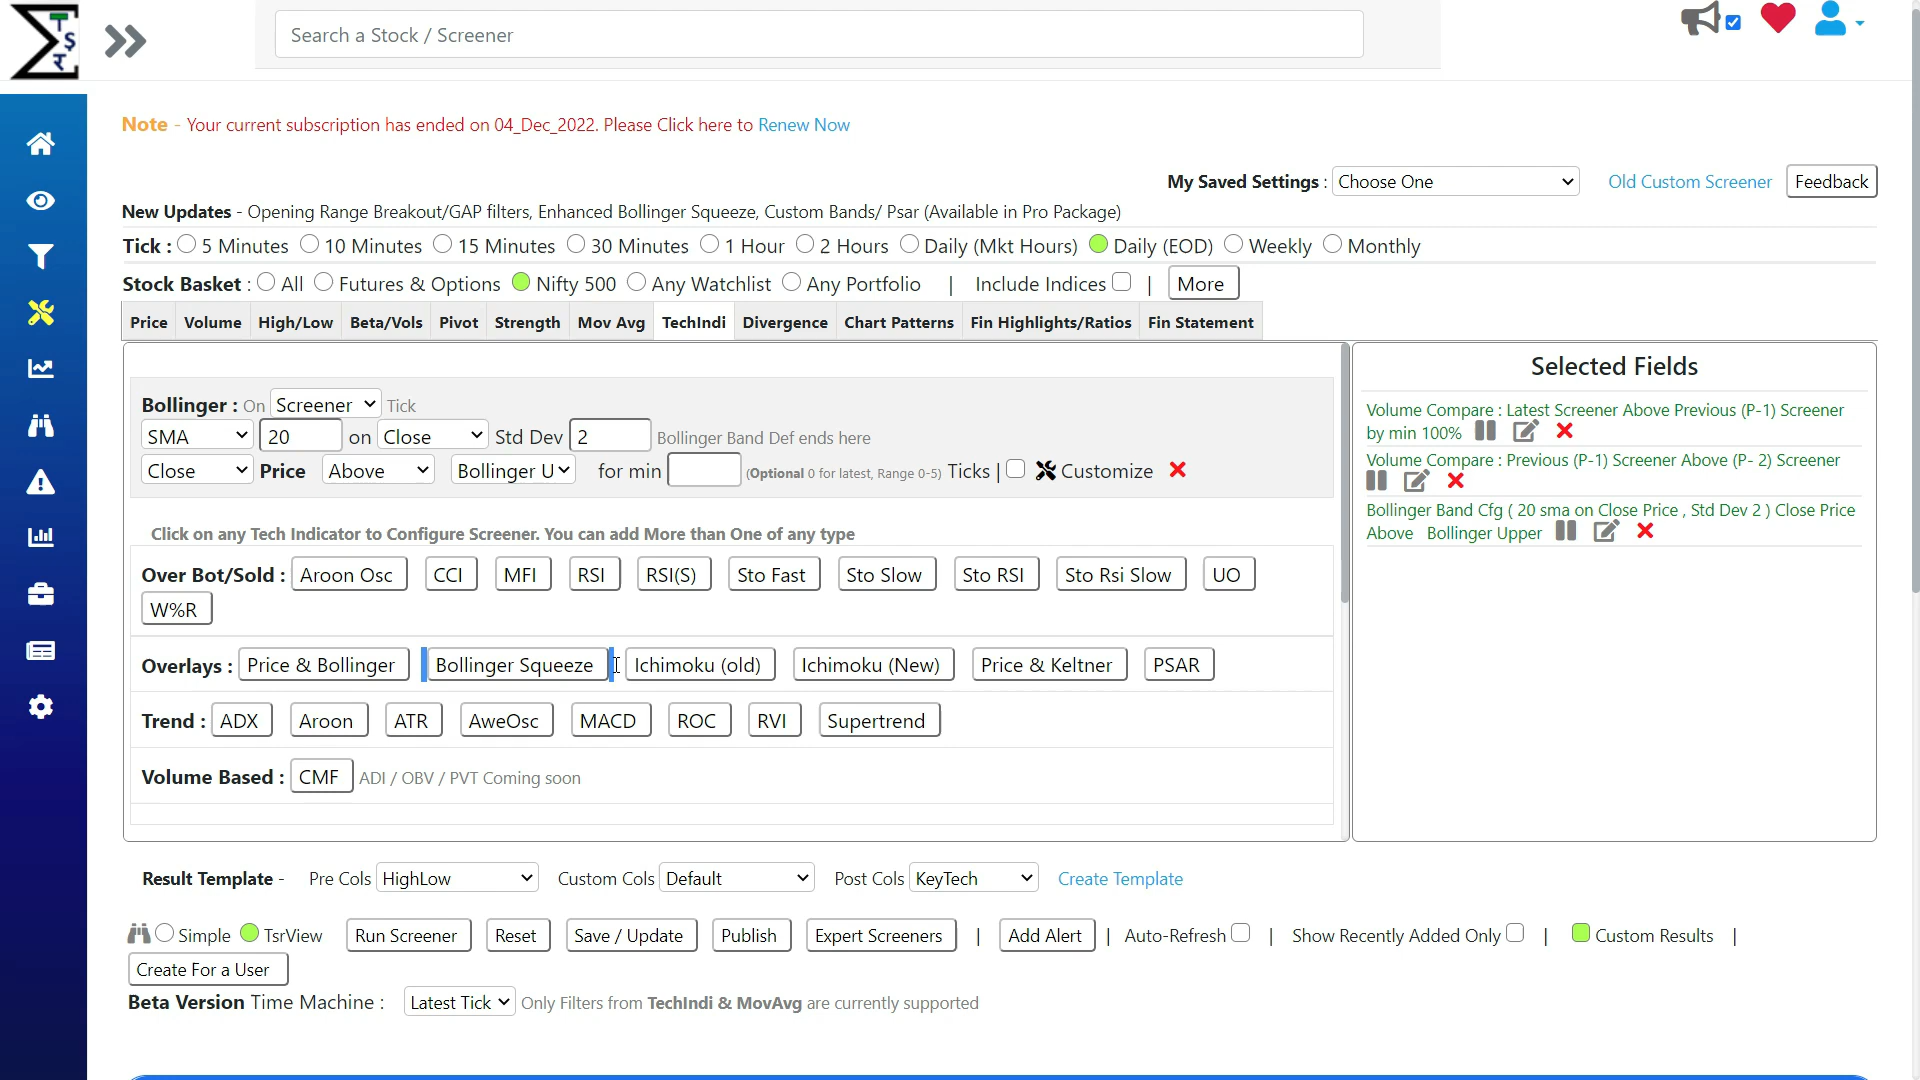 Search a Stock / Screener
Note - Your current subscription has ended on 04_Dec_2022. Please Click here to Renew Now
My Saved Settings : Choose One Old Custom Screener Feedback
New Updates - Opening Range Breakout/GAP filters, Enhanced Bollinger Squeeze, Custom Bands/ Psar (Available in Pro Package)
Tick : 5 Minutes 10 Minutes 15 Minutes 30 Minutes 1 Hour 2 Hours Daily (Mkt Hours) Daily (EOD) Weekly Monthly
Stock Basket : All Futures & Options Nifty 500 Any Watchlist Any Portfolio | Include Indices | More
Price Volume High/Low Beta/Vols Pivot Strength Mov Avg TechIndi Divergence Chart Patterns Fin Highlights/Ratios Fin Statement
Bollinger : On Screener Tick
SMA 20 on Close Std Dev 2 Bollinger Band Def ends here
Close Price Above Bollinger U for min (Optional 0 for latest, Range 0-5) Ticks | Customize
Click on any Tech Indicator to Configure Screener. You can add More than One of any type
Over Bot/Sold : Aroon Osc CCI MFI RSI RSI(S) Sto Fast Sto Slow Sto RSI Sto Rsi Slow UO
W%R
Overlays : Price & Bollinger Bollinger Squeeze Ichimoku (old) Ichimoku (New) Price & Keltner PSAR
Trend : ADX Aroon ATR AweOsc MACD ROC RVI Supertrend
Volume Based : CMF ADI / OBV / PVT Coming soon
Selected Fields
Volume Compare : Latest Screener Above Previous (P-1) Screener
by min 100%
Volume Compare : Previous (P-1) Screener Above (P- 2) Screener
Bollinger Band Cfg ( 20 sma on Close Price , Std Dev 2 ) Close Price
Above Bollinger Upper
Result Template - Pre Cols HighLow Custom Cols Default Post Cols KeyTech Create Template
Simple TsrView Run Screener Reset Save / Update Publish Expert Screeners | Add Alert | Auto-Refresh | Show Recently Added Only | Custom Results |
Create For a User
Beta Version Time Machine : Latest Tick Only Filters from TechIndi & MovAvg are currently supported